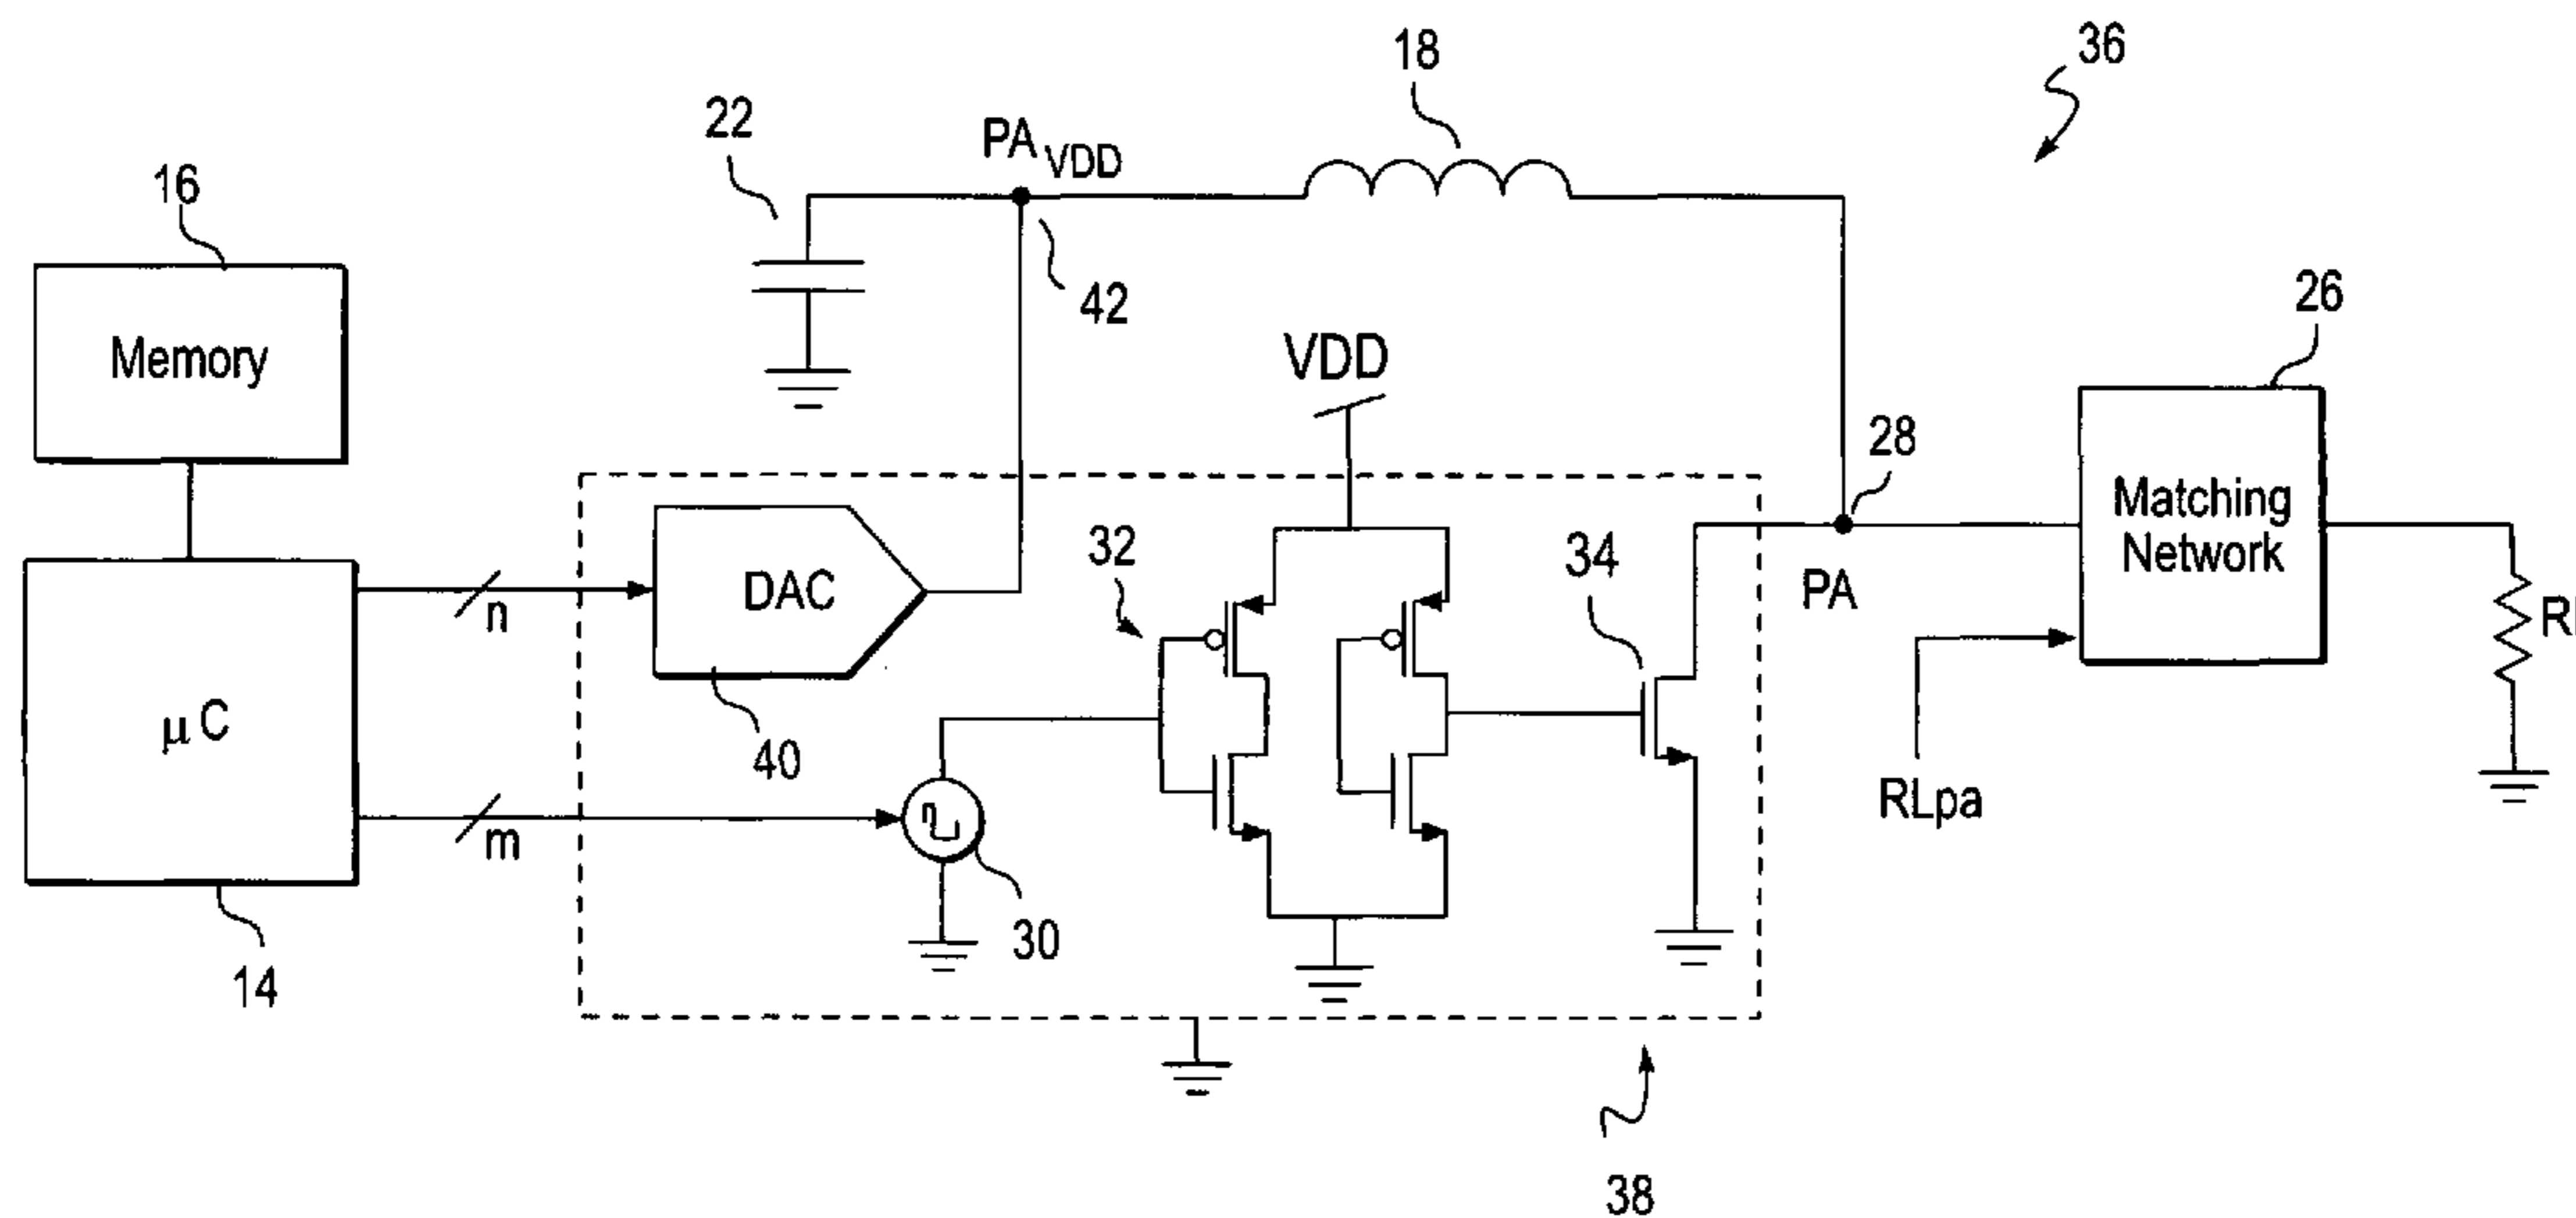 36
18
22
PA VDD
16
42
26
Memory
VDD
28
Matching
Network
32
34
n
DAC
PA
μC
40
RLpa
m
30
14
38